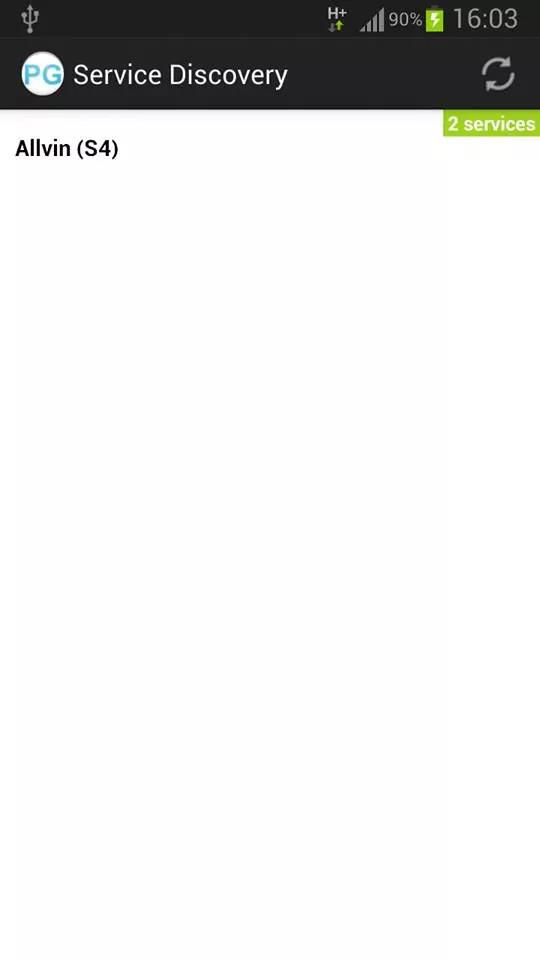 H+ 90% 16:03
PG Service Discovery
2 services
Allvin (S4)